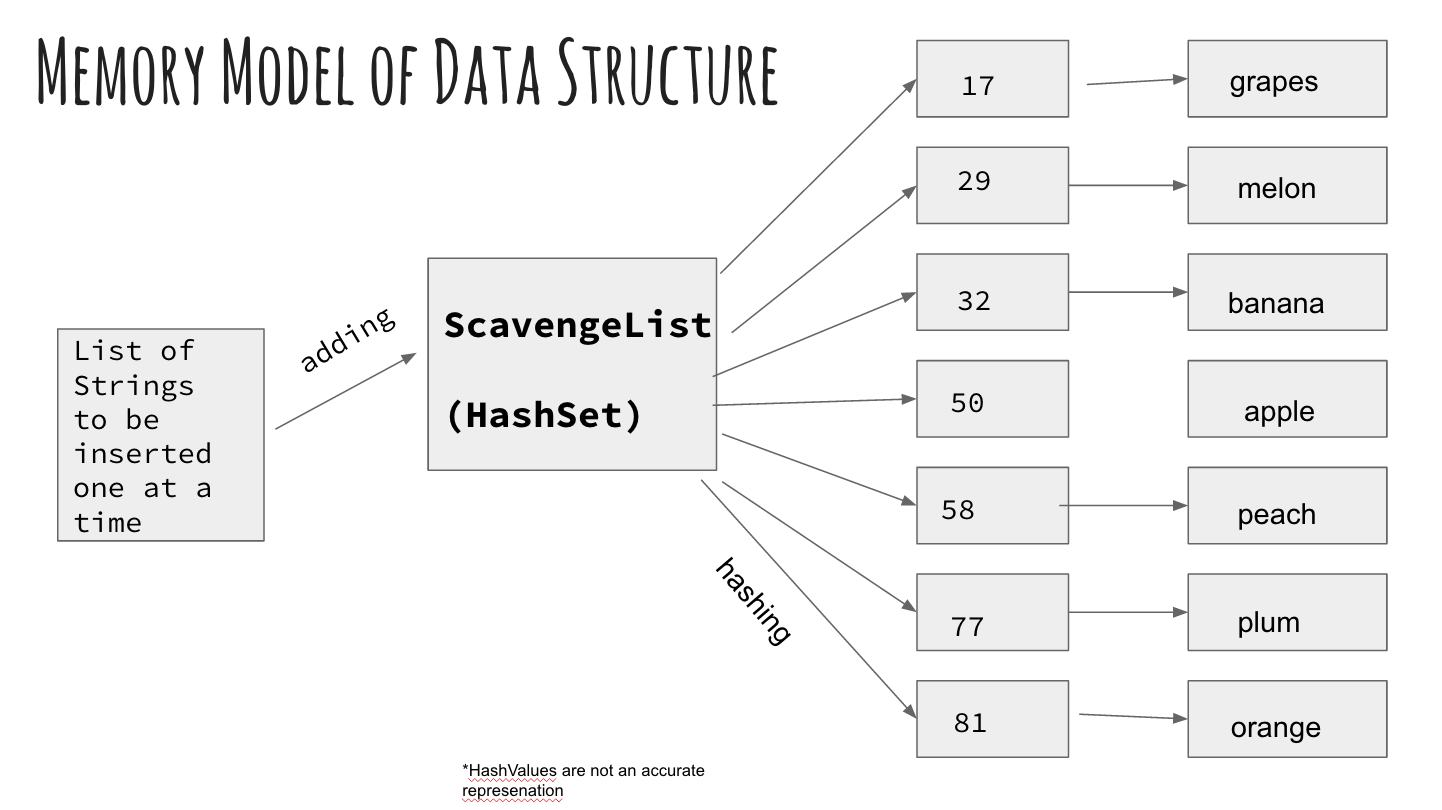 Memory Model of Data Structure
List of
Strings
to be
inserted
one at a
time
adding
ScavengeList
(HashSet)
hashing
17
grapes
29
melon
32
banana
50
apple
58
peach
77
plum
81
orange
*HashValues are not an accurate
represenation